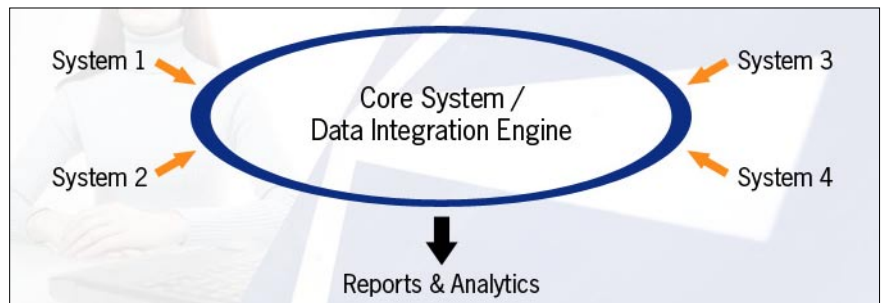 System 1
System 2
Core System /
Data Integration Engine
System 3
System 4
Reports & Analytics